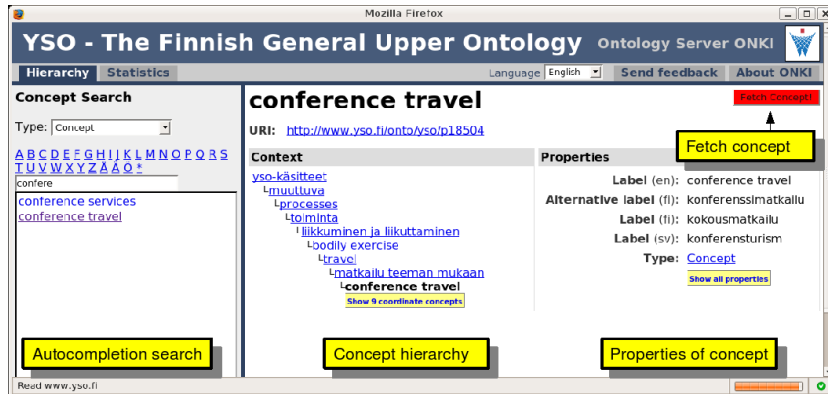 Mozilla Firefox
YSO - The Finnish General Upper Ontology Ontology Server ONKI
Hierarchy Statistics Language English Send feedback About ONKI
Concept Search
Type: Concept
A B C D E F G H I J K L M N O P Q R S
T U V W X Y Z Å Ä Ö *
confere
conference services
conference travel
Autocompletion search
conference travel
Fetch Concept!
URI: http://www.yso.fi/onto/yso/p18504
Fetch concept
Context
yso-käsitteet
muuttuva
processes
toiminta
liikkuminen ja liikuttaminen
bodily exercise
travel
matkailu teeman mukaan
conference travel
Show 9 coordinate concepts
Concept hierarchy
Properties
Label (en): conference travel
Alternative label (fi): konferenssimatkailu
Label (fi): kokousmatkailu
Label (sv): konferensturism
Type: Concept
Show all properties
Properties of concept
Read www.yso.fi